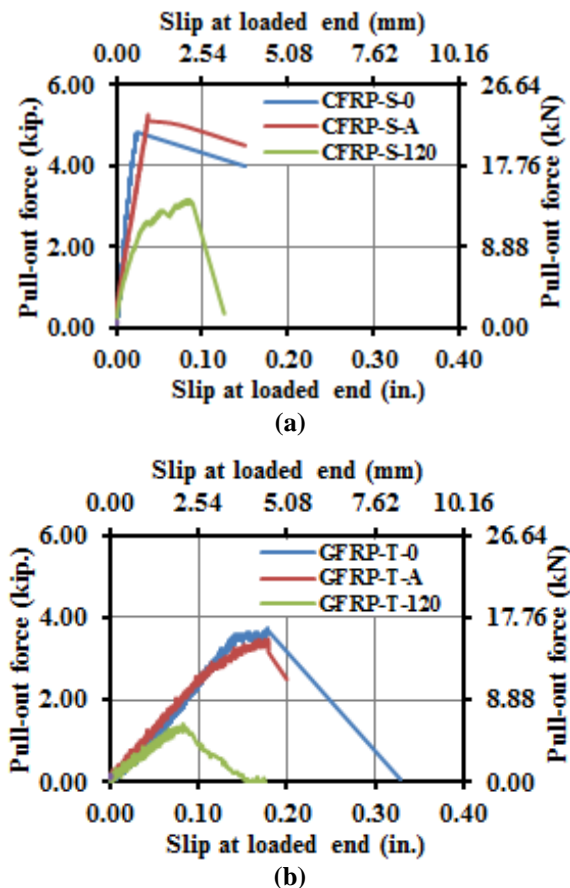 Slip at loaded end (mm)
0.00 2.54 5.08 7.62 10.16
6.00 26.64
CFRP-S-0
CFRP-S-A
4.00 17.76
CFRP-S-120
2.00 8.88
0.00 0.00
Pull-out force (kip.)
Pull-out force (kN)
0.00 0.10 0.20 0.30 0.40
Slip at loaded end (in.)
(a)
Slip at loaded end (mm)
0.00 2.54 5.08 7.62 10.16
6.00 26.64
GFRP-T-0
GFRP-T-A
GFRP-T-120
4.00 17.76
2.00 8.88
0.00 0.00
Pull-out force (kip.)
Pull-out force (kN)
0.00 0.10 0.20 0.30 0.40
Slip at loaded end (in.)
(b)